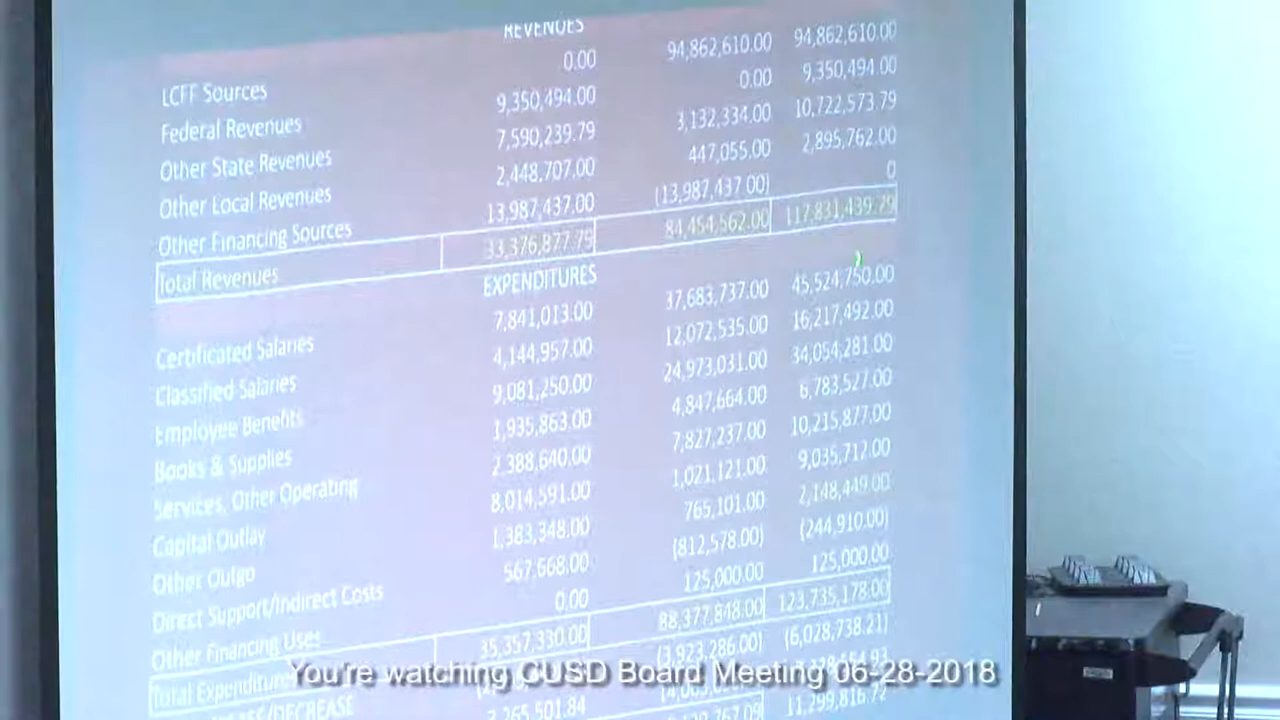 REVENUES
LCFF Sources 0.00 94,862,610.00 94,862,610.00
Federal Revenues 9,350,494.00 0.00 9,350,494.00
Other State Revenues 7,590,239.79 3,132,334.00 10,722,573.79
Other Local Revenues 2,448,707.00 447,055.00 2,895,762.00
Other Financing Sources 13,987,437.00 (13,987,437.00) 0
Total Revenues 33,376,877.79 84,454,562.00 117,831,439.79
EXPENDITURES
Certificated Salaries 7,841,013.00 37,683,737.00 45,524,750.00
Classified Salaries 4,144,957.00 12,072,535.00 16,217,492.00
Employee Benefits 9,081,250.00 24,973,031.00 34,054,281.00
Books & Supplies 1,935,863.00 4,847,664.00 6,783,527.00
Services, Other Operating 2,388,640.00 7,827,237.00 10,215,877.00
Capital Outlay 8,014,591.00 1,021,121.00 9,035,712.00
Other Outgo 1,383,348.00 765,101.00 2,148,449.00
Direct Support/Indirect Costs 567,668.00 (812,578.00) (244,910.00)
Other Financing Uses 0.00 125,000.00 125,000.00
Total Expenditures 35,357,330.00 88,377,848.00 123,735,178.00
(3,923,286.00) (6,028,738.21)
11,299,816.72
You're watching CUSD Board Meeting 06-28-2018